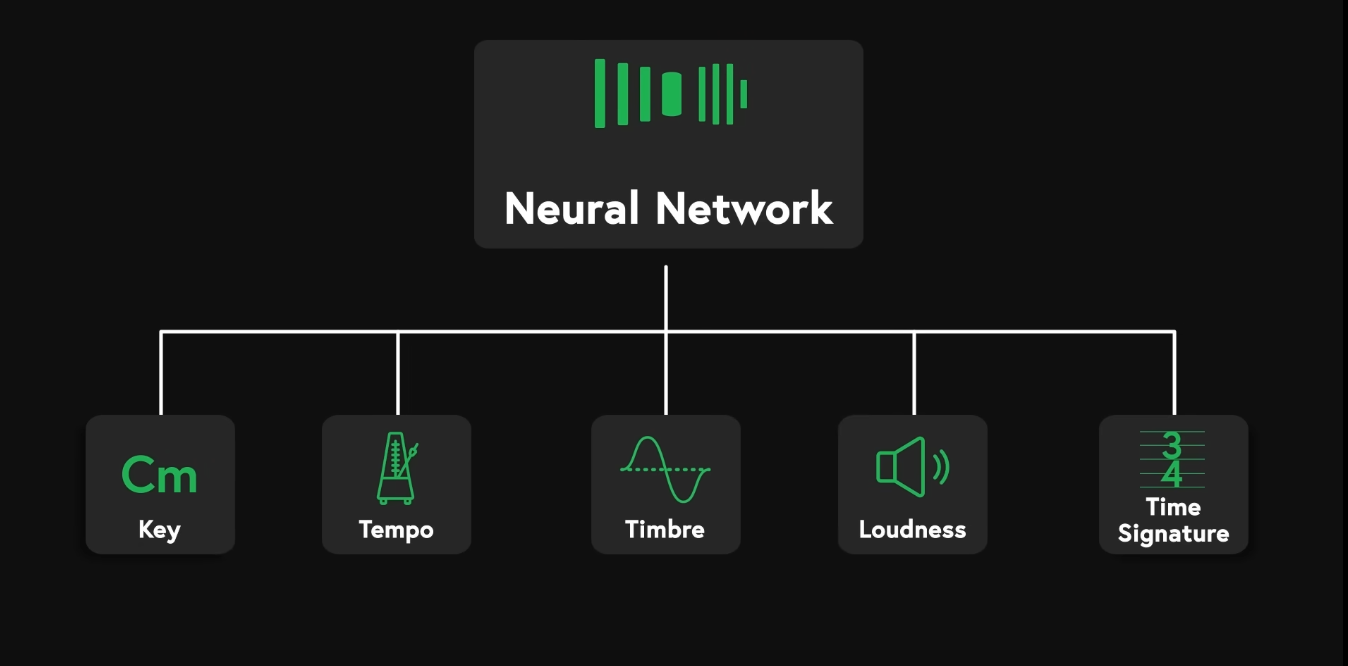 Neural Network
Cm
Key
Tempo
Timbre
Loudness
3
4
Time
Signature